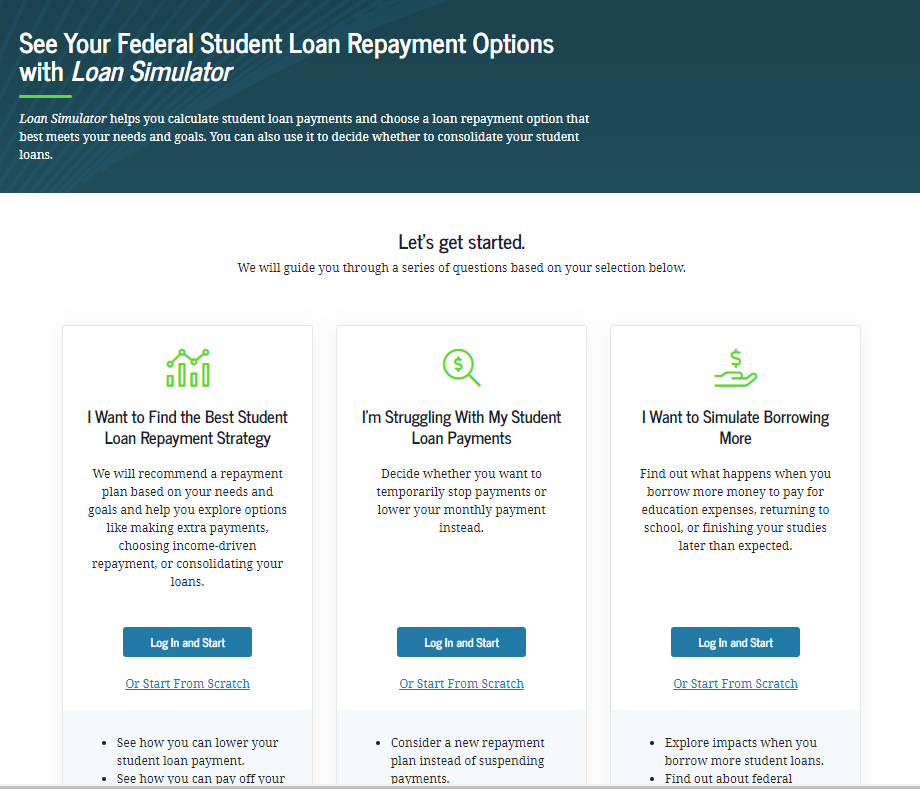 See Your Federal Student Loan Repayment Options
with Loan Simulator
Loan Simulator helps you calculate student loan payments and choose a loan repayment option that
best meets your needs and goals. You can also use it to decide whether to consolidate your student
loans.
Let's get started.
We will guide you through a series of questions based on your selection below.
I Want to Find the Best Student
Loan Repayment Strategy
We will recommend a repayment
plan based on your needs and
goals and help you explore options
like making extra payments,
choosing income-driven
repayment, or consolidating your
loans.
Log In and Start
Or Start From Scratch
• See how you can lower your
student loan payment.
• See how you can pay off your
I'm Struggling With My Student
Loan Payments
Decide whether you want to
temporarily stop payments or
lower your monthly payment
instead.
Log In and Start
Or Start From Scratch
• Consider a new repayment
plan instead of suspending
payments.
I Want to Simulate Borrowing
More
Find out what happens when you
borrow more money to pay for
education expenses, returning to
school, or finishing your studies
later than expected.
Log In and Start
Or Start From Scratch
• Explore impacts when you
borrow more student loans.
• Find out about federal